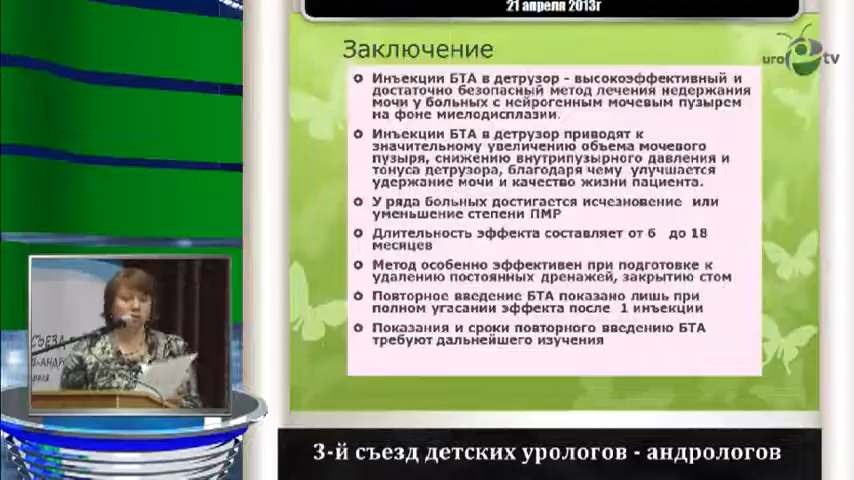 21 апреля 2013г
Заключение
uro tv
Инъекции БТА в детрузор - высокоэффективный и
достаточно безопасный метод лечения недержания
мочи у больных с нейрогенным мочевым пузырем
на фоне миелодисплазии.
Инъекции БТА в детрузор приводят к
значительному увеличению объема мочевого
пузыря, снижению внутрипузырного давления и
тонуса детрузора, благодаря чему улучшается
удержание мочи и качество жизни пациента.
У ряда больных достигается исчезновение или
уменьшение степени ПМР
Длительность эффекта составляет от 6 до 18
месяцев
Метод особенно эффективен при подготовке к
удалению постоянных дренажей, закрытию стом
Повторное введение БТА показано лишь при
полном угасании эффекта после 1 инъекции
Показания и сроки повторного введению БТА
требуют дальнейшего изучения
3-й съезд детских урологов - андрологов